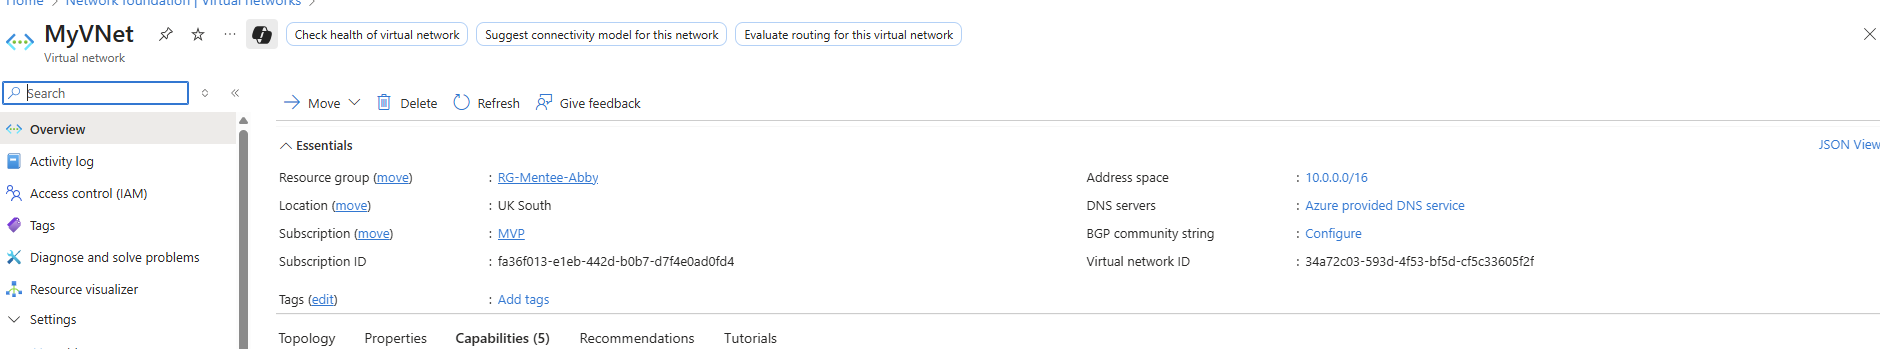 Home > Network foundation | Virtual networks >
MyVNet
Virtual network
Check health of virtual network
Suggest connectivity model for this network
Evaluate routing for this virtual network
Search
Overview
Activity log
Access control (IAM)
Tags
Diagnose and solve problems
Resource visualizer
Settings
Move
Delete
Refresh
Give feedback
Essentials
JSON View
Resource group (move) : RG-Mentee-Abby
Location (move) : UK South
Subscription (move) : MVP
Subscription ID : fa36f013-e1eb-442d-b0b7-d7f4e0ad0fd4
Tags (edit) : Add tags
Address space : 10.0.0.0/16
DNS servers : Azure provided DNS service
BGP community string : Configure
Virtual network ID : 34a72c03-593d-4f53-bf5d-cf5c33605f2f
Topology Properties Capabilities (5) Recommendations Tutorials